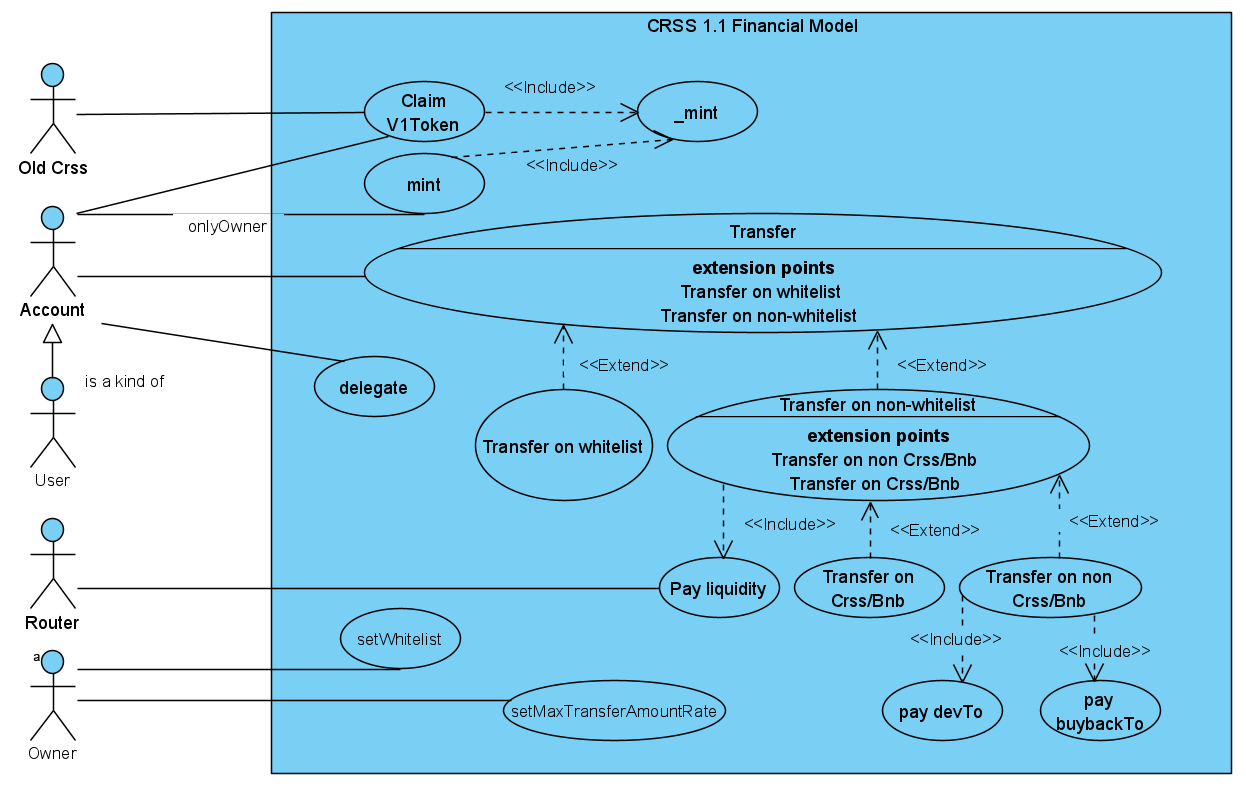 CRSS 1.1 Financial Model
Old Crss
Claim
V1Token
<<Include>>
_mint
<<Include>>
mint
onlyOwner
Account
Transfer
extension points
Transfer on whitelist
Transfer on non-whitelist
<<Extend>>
<<Extend>>
is a kind of
delegate
User
Transfer on whitelist
Transfer on non-whitelist
extension points
Transfer on non Crss/Bnb
Transfer on Crss/Bnb
<<Include>>
<<Extend>>
<<Extend>>
Router
Pay liquidity
Transfer on
Crss/Bnb
Transfer on non
Crss/Bnb
<<Include>>
<<Include>>
setWhitelist
a
Owner
setMaxTransferAmountRate
pay devTo
pay
buybackTo